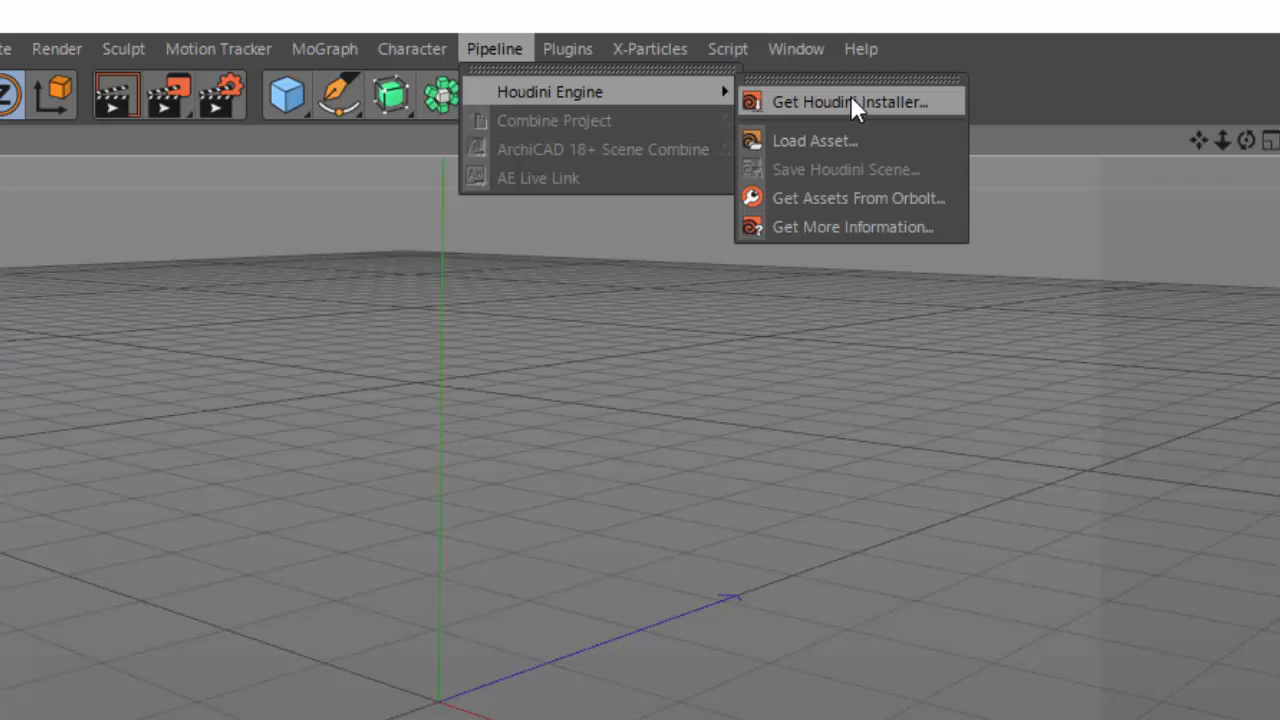 te Render Sculpt Motion Tracker MoGraph Character Pipeline Plugins X-Particles Script Window Help
Z
Houdini Engine
Combine Project
ArchiCAD 18+ Scene Combine
AE Live Link
Get Houdini Installer...
Load Asset...
Save Houdini Scene...
Get Assets From Orbolt...
Get More Information...